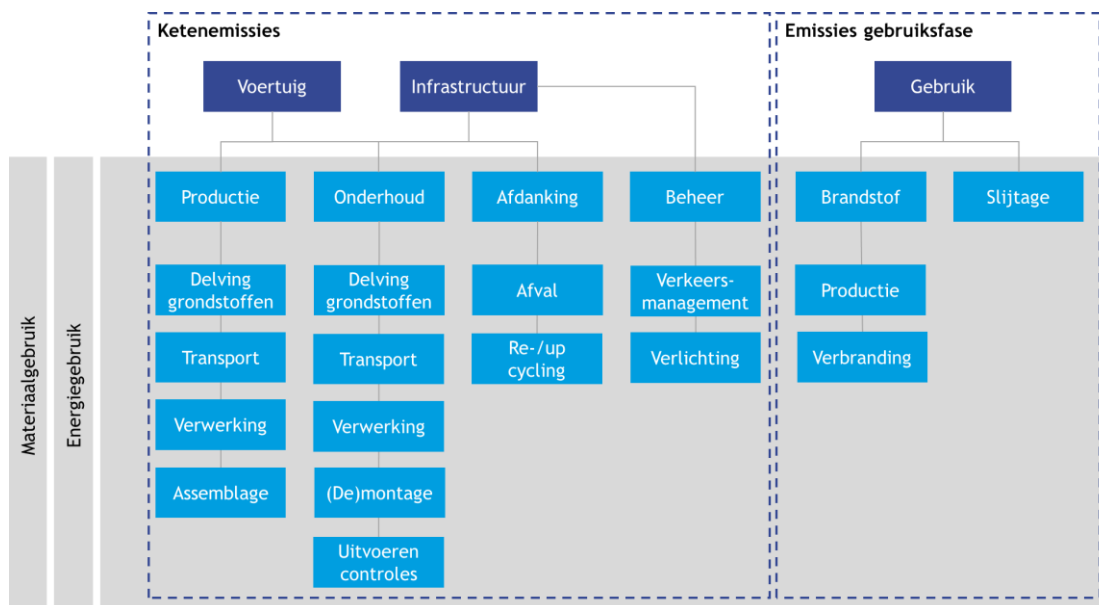 Ketenemissies
Emissies gebruiksfase
Voertuig
Infrastructuur
Gebruik
Materiaalgebruik
Energiegebruik
Productie
Onderhoud
Afdanking
Beheer
Brandstof
Slijtage
Delving
grondstoffen
Delving
grondstoffen
Afval
Verkeers-
management
Productie
Transport
Transport
Re-/up
cycling
Verlichting
Verbranding
Verwerking
Verwerking
Assemblage
(De)montage
Uitvoeren
controles